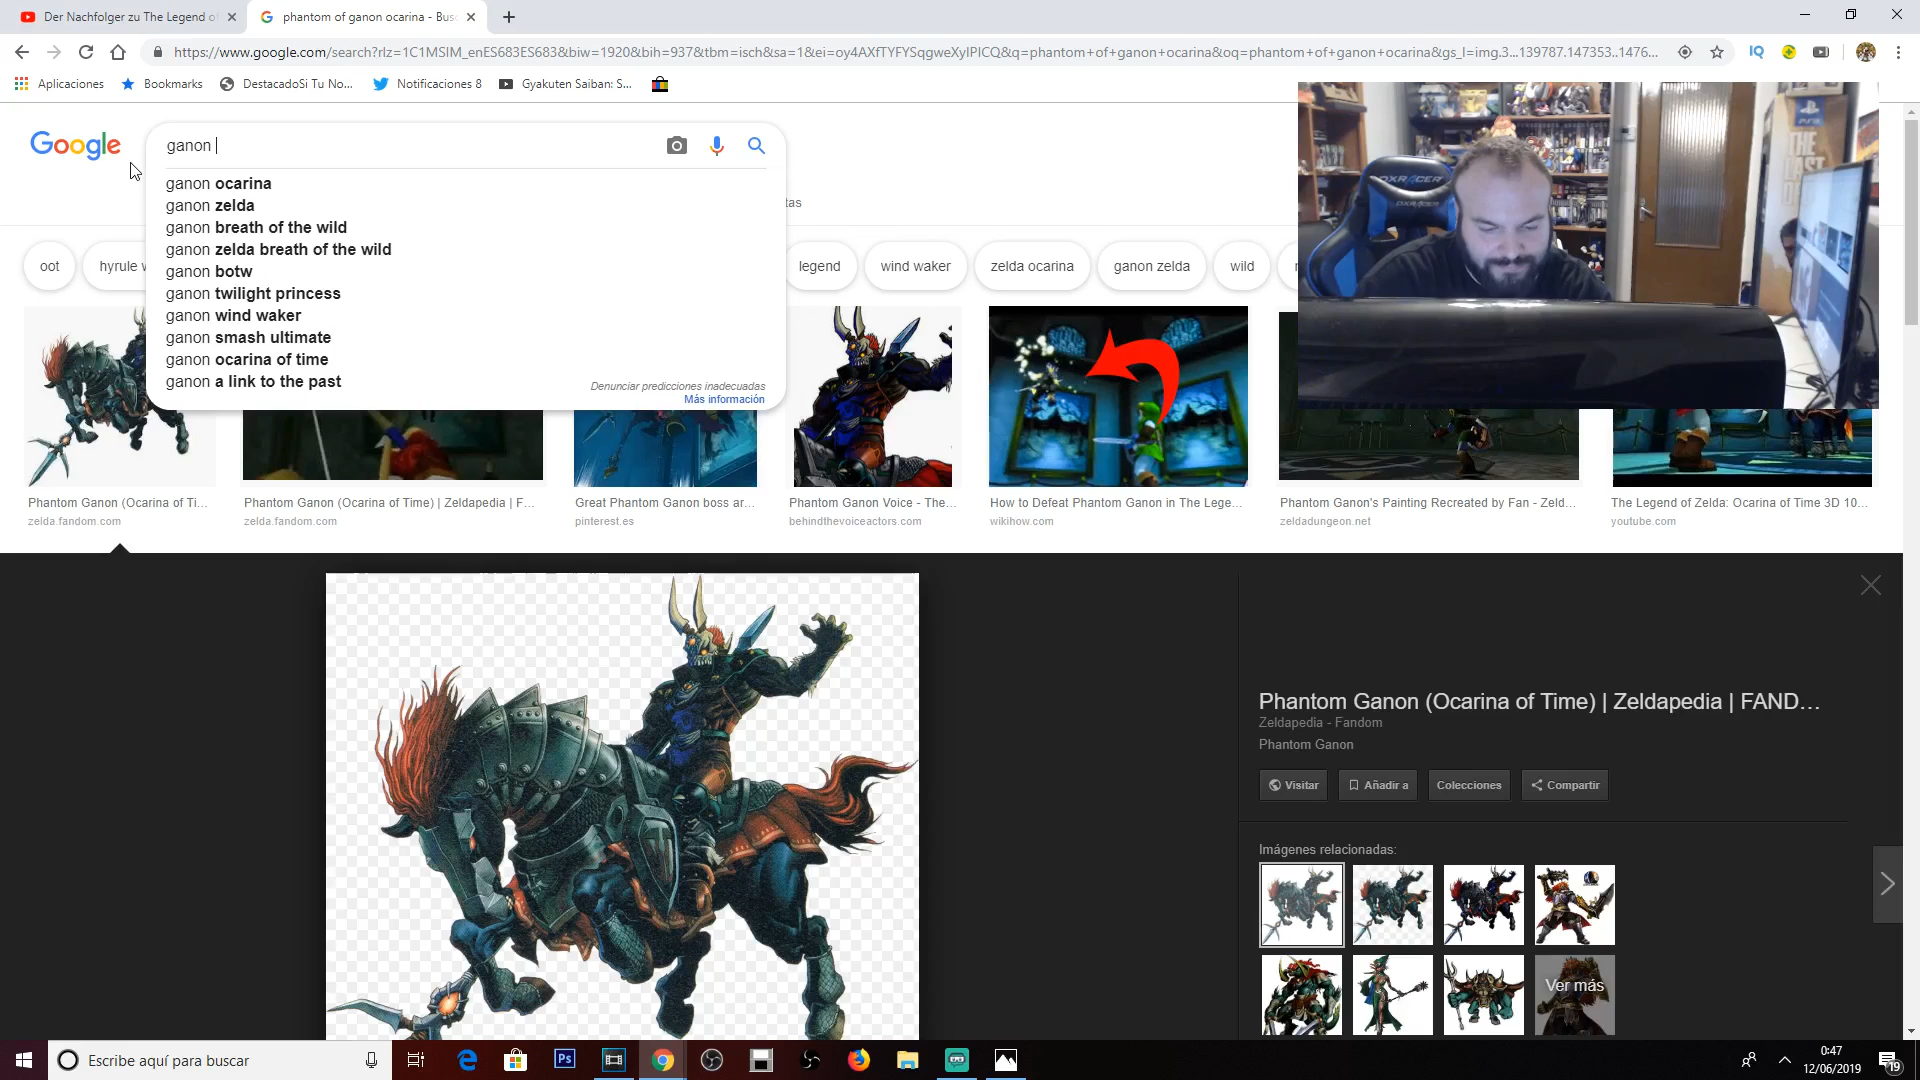 Der Nachfolger zu The Legend o
phantom of ganon ocarina - Bus
https://www.google.com/search?rlz=1C1MSIM_enES683ES683&biw=1920&bih=937&tbm=isch&sa=1&ei=oy4AXfTYFYSqgweXyIPICQ&q=phantom+of+ganon+ocarina&oq=phantom+of+ganon+ocarina&gs_l=img.3...139787.147353..1476...
IQ
Aplicaciones
Bookmarks
DestacadoSi Tu No...
Notificaciones 8
Gyakuten Saiban: S...
Google
ganon
ganon ocarina
ganon zelda
ganon breath of the wild
ganon zelda breath of the wild
ganon botw
ganon twilight princess
ganon wind waker
ganon smash ultimate
ganon ocarina of time
ganon a link to the past
Denunciar predicciones inadecuadas
Más información
tas
oot
hyrule w
legend
wind waker
zelda ocarina
ganon zelda
wild
DXRACER
DXRACER
PS4
THE LAST
Phantom Ganon (Ocarina of Ti...
zelda.fandom.com
Phantom Ganon (Ocarina of Time) | Zeldapedia | F...
zelda.fandom.com
Great Phantom Ganon boss ar...
pinterest.es
Phantom Ganon Voice - The...
behindthevoiceactors.com
How to Defeat Phantom Ganon in The Lege...
wikihow.com
Phantom Ganon's Painting Recreated by Fan - Zeld...
zeldadungeon.net
The Legend of Zelda: Ocarina of Time 3D 10...
youtube.com
Phantom Ganon (Ocarina of Time) | Zeldapedia | FAND...
Zeldapedia - Fandom
Phantom Ganon
Visitar
Añadir a
Colecciones
Compartir
Imágenes relacionadas:
Ver más
Escribe aquí para buscar
Ps
0:47
12/06/2019
19